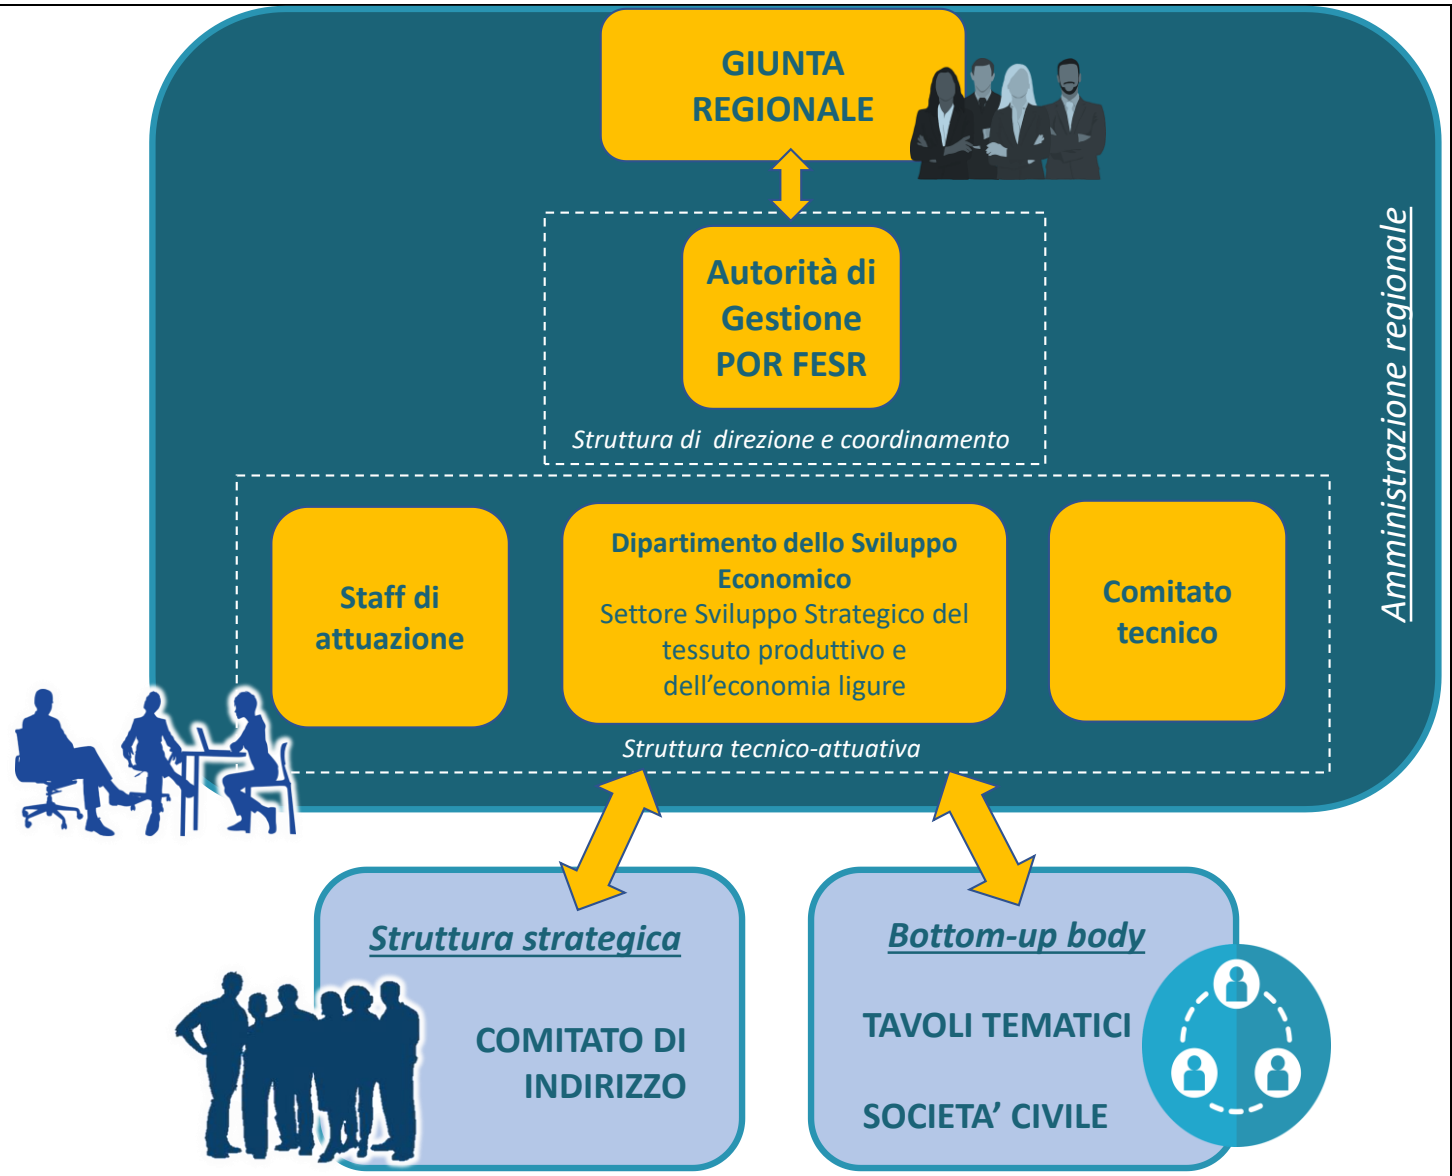 GIUNTA
REGIONALE
Autorità di
Gestione
POR FESR
Struttura di direzione e coordinamento
Amministrazione regionale
Staff di
attuazione
Dipartimento dello Sviluppo
Economico
Settore Sviluppo Strategico del
tessuto produttivo e
dell’economia ligure
Comitato
tecnico
Struttura tecnico-attuativa
Struttura strategica
COMITATO DI
INDIRIZZO
Bottom-up body
TAVOLI TEMATICI
SOCIETA’ CIVILE